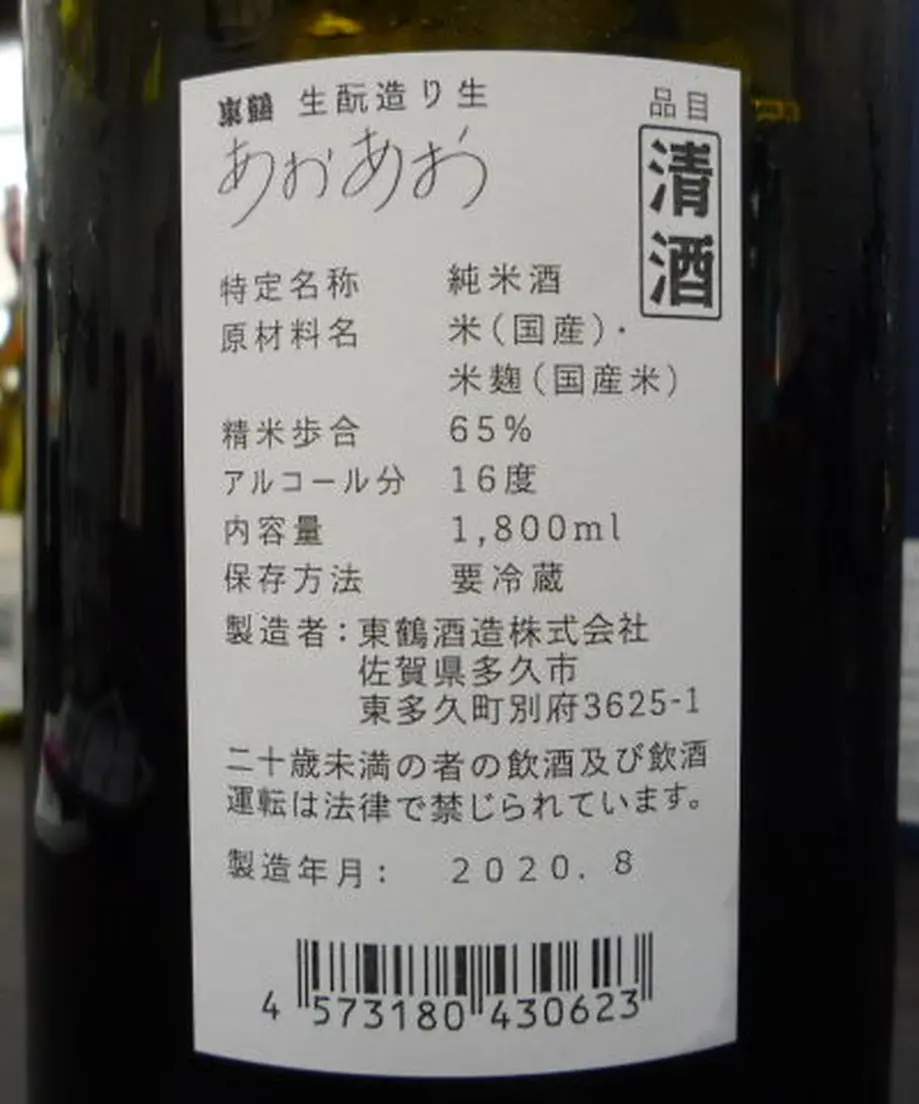 東鶴 生酛造り生
あおあお
品目
清酒
特定名称 純米酒
原材料名 米(国産)・
米麹(国産米)
精米歩合 65%
アルコール分 16度
内容量 1,800ml
保存方法 要冷蔵
製造者:東鶴酒造株式会社
佐賀県多久市
東多久町別府3625-1
二十歳未満の者の飲酒及び飲酒
運転は法律で禁じられています。
製造年月: 2020. 8
4 573180 430623